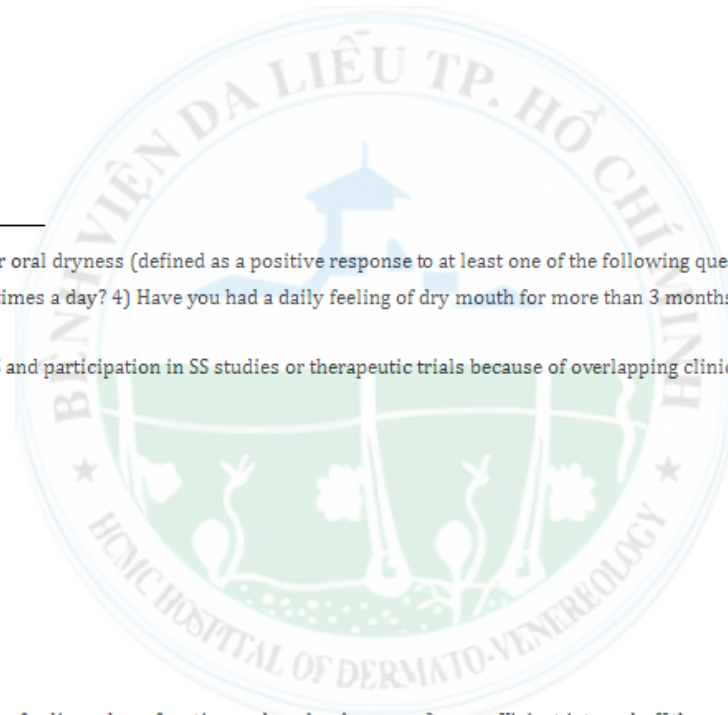 BỆNH VIỆN DA LIỄU TP. HỒ CHÍ MINH
oral dryness (defined as a positive response to at least one of the following
times a day? 4) Have you had a daily feeling of dry mouth for more than 3 months
and participation in SS studies or therapeutic trials because of overlapping
HCMC HOSPITAL OF DERMATO-VENEREOLOGY